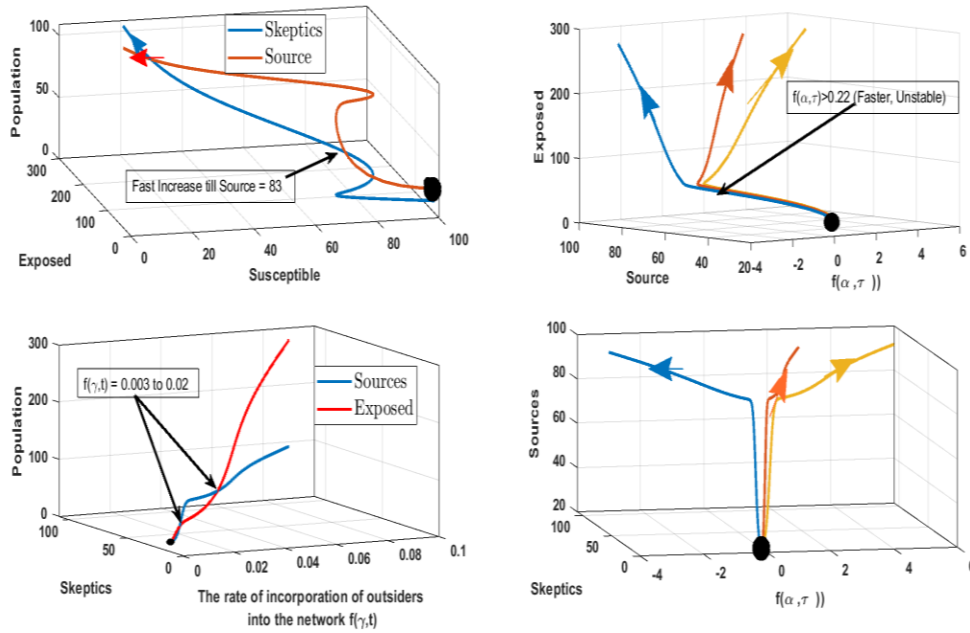 100
50
0
Population
300
200
100
0
Exposed
0
20
40
60
80
100
Susceptible
Skeptics
Source
Fast Increase till Source = 83
300
200
100
0
Exposed
100
80
60
40
20
Source
-4
-2
0
2
4
6
f(α,τ ))
f(α,τ)>0.22 (Faster, Unstable)
300
200
100
0
Population
100
50
0
Skeptics
0
0.02
0.04
0.06
0.08
0.1
The rate of incorporation of outsiders
into the network f(γ,t)
f(γ,t) = 0.003 to 0.02
Sources
Exposed
100
80
60
40
20
Sources
100
50
0
Skeptics
-4
-2
0
2
4
6
f(α,τ ))